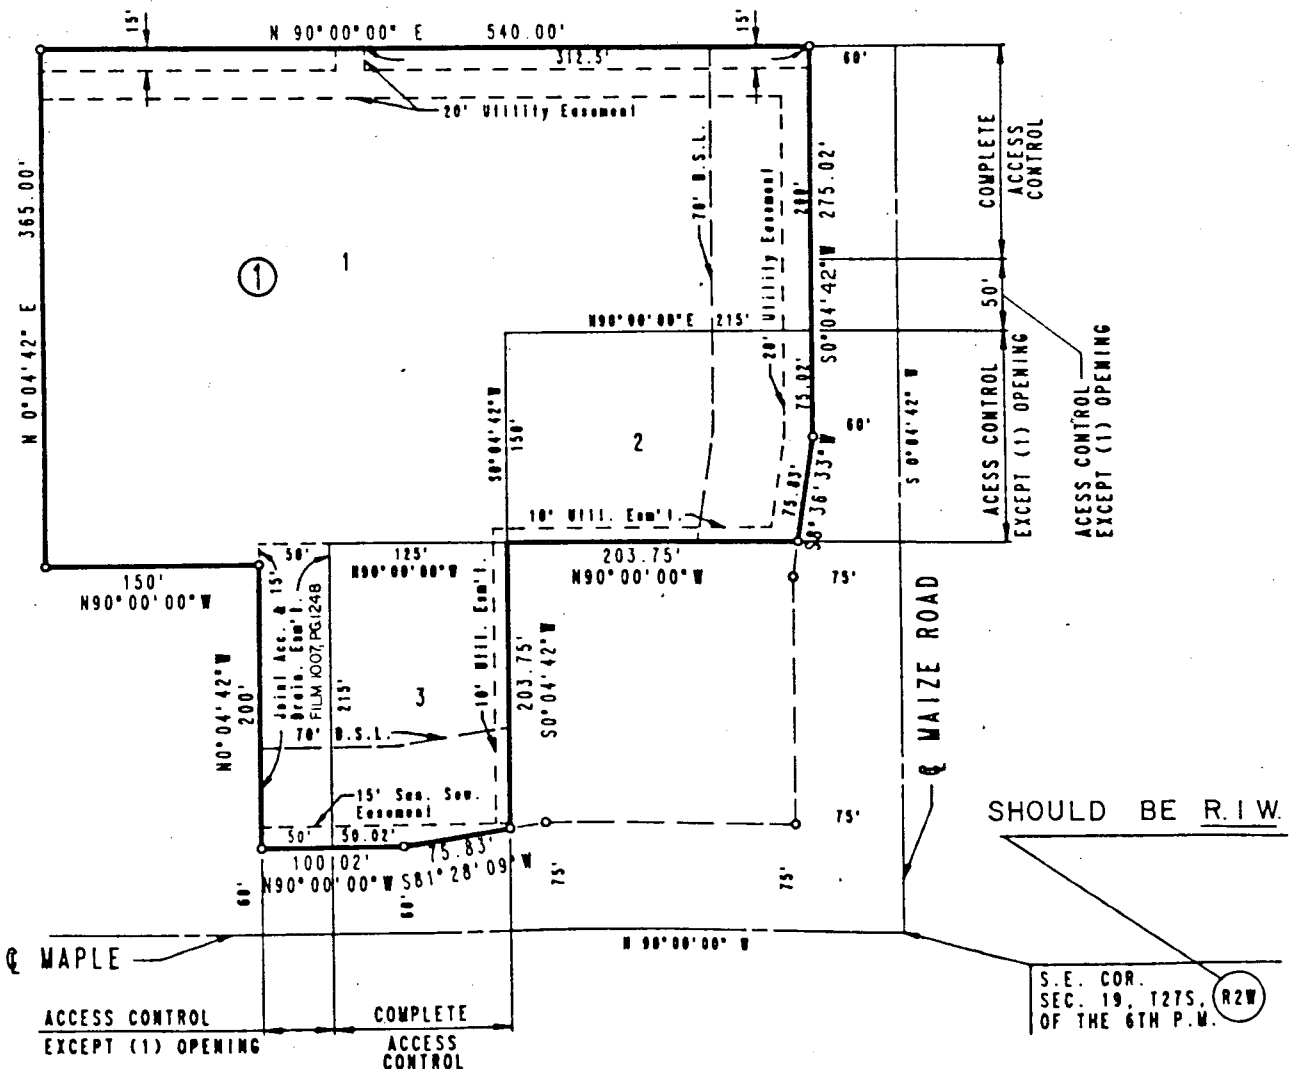 15'
N 90°00'00" E 540.00'
15'
312.5'
60'
20' Utility Easement
COMPLETE
ACCESS
CONTROL
N 0°04'42" E 365.00'
70' B.S.L.
20' Utility Easement
200'
S0°04'42"W 275.02'
1
1
50'
N90°00'00"E 215'
S0°04'42"W
150'
75.02'
60'
2
S 0°04'42" W
ACESS CONTROL
EXCEPT (1) OPENING
ACESS CONTROL
EXCEPT (1) OPENING
75.83'
S8°36'33"W
10' Util. Esm't.
203.75'
N90°00'00"W
75'
150'
N90°00'00"W
50'
125'
N90°00'00"W
Joint Acc. & 15'
Drain. Esm't.
FILM 1007, PG.1248
215'
10' Util. Esm't.
203.75'
S0°04'42"W
N0°04'42"W
200'
3
70' B.S.L.
℄ MAIZE ROAD
15' San. Sew.
Easement
50' 50.02'
100.02'
N90°00'00"W
75.83'
S81°28'09"W
75'
75'
75'
60'
60'
SHOULD BE R.I.W.
℄ MAPLE
N 90°00'00" W
S.E. COR.
SEC. 19, T27S, R2W
OF THE 6TH P.M.
ACCESS CONTROL
EXCEPT (1) OPENING
COMPLETE
ACCESS
CONTROL